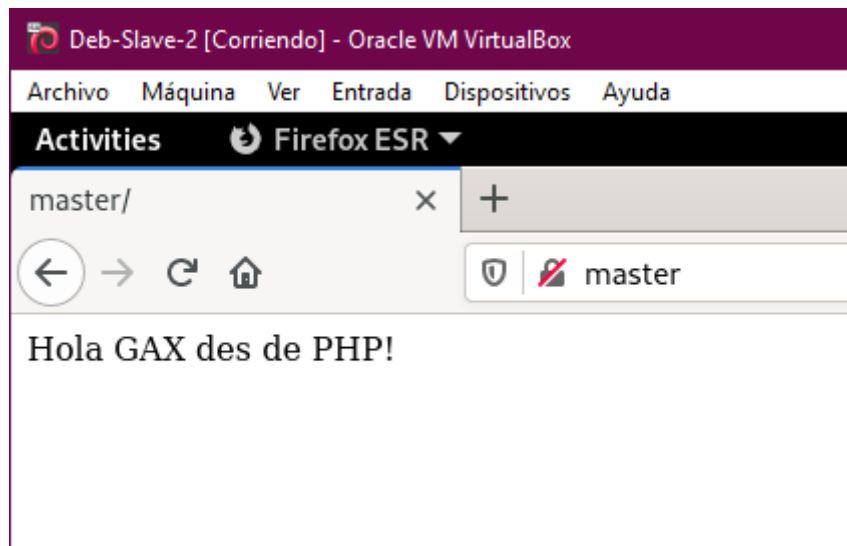 Deb-Slave-2 [Corriendo] - Oracle VM VirtualBox
Archivo Máquina Ver Entrada Dispositivos Ayuda
Activities Firefox ESR
master/
master
Hola GAX des de PHP!